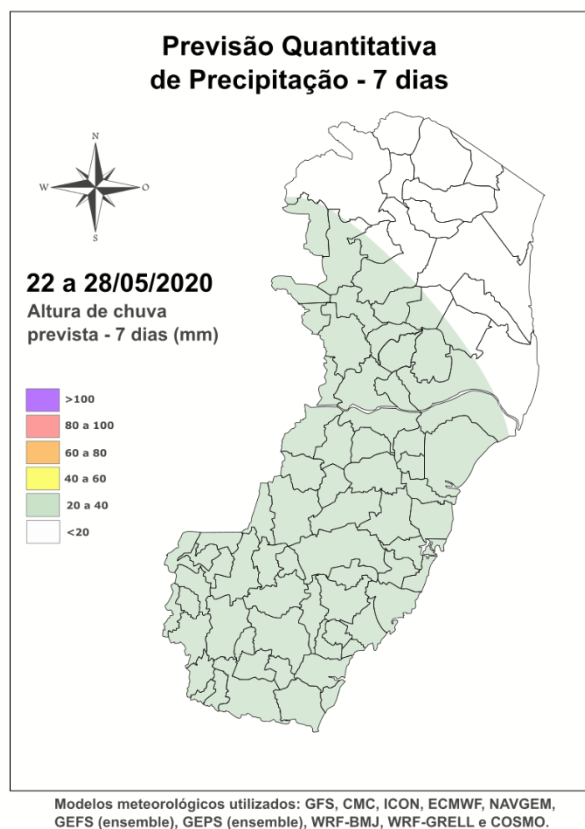 Previsão Quantitativa
de Precipitação - 7 dias
N
W
O
S
22 a 28/05/2020
Altura de chuva
prevista - 7 dias (mm)
>100
80 a 100
60 a 80
40 a 60
20 a 40
<20
Modelos meteorológicos utilizados: GFS, CMC, ICON, ECMWF, NAVGEM,
GEFS (ensemble), GEPS (ensemble), WRF-BMJ, WRF-GRELL e COSMO.